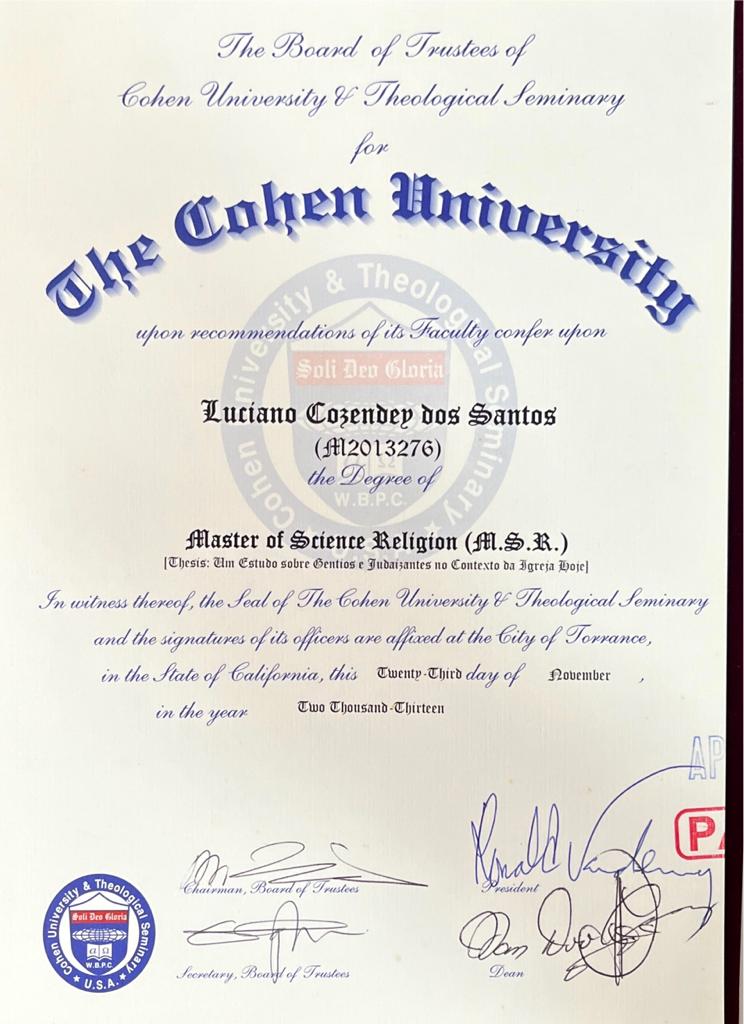 The Board of Trustees of
Cohen University & Theological Seminary
for
The Cohen University
upon recommendations of its Faculty confer upon
Cohen University & Theological Seminary
Soli Deo Gloria
α Ω
W.B.P.C.
Luciano Cozendey dos Santos
(M2013276)
the Degree of
Master of Science Religion (M.S.R.)
[Thesis: Um Estudo sobre Gentios e Judaizantes no Contexto da Igreja Hoje]
In witness thereof, the Seal of The Cohen University & Theological Seminary
and the signatures of its officers are affixed at the City of Torrance,
in the State of California, this Twenty-Third day of November ,
in the year Two Thousand-Thirteen
AP
PA
Chairman, Board of Trustees
President
Secretary, Board of Trustees
Dean
Cohen University & Theological Seminary
Soli Deo Gloria
α Ω
W.B.P.C.
★ U.S.A. ★